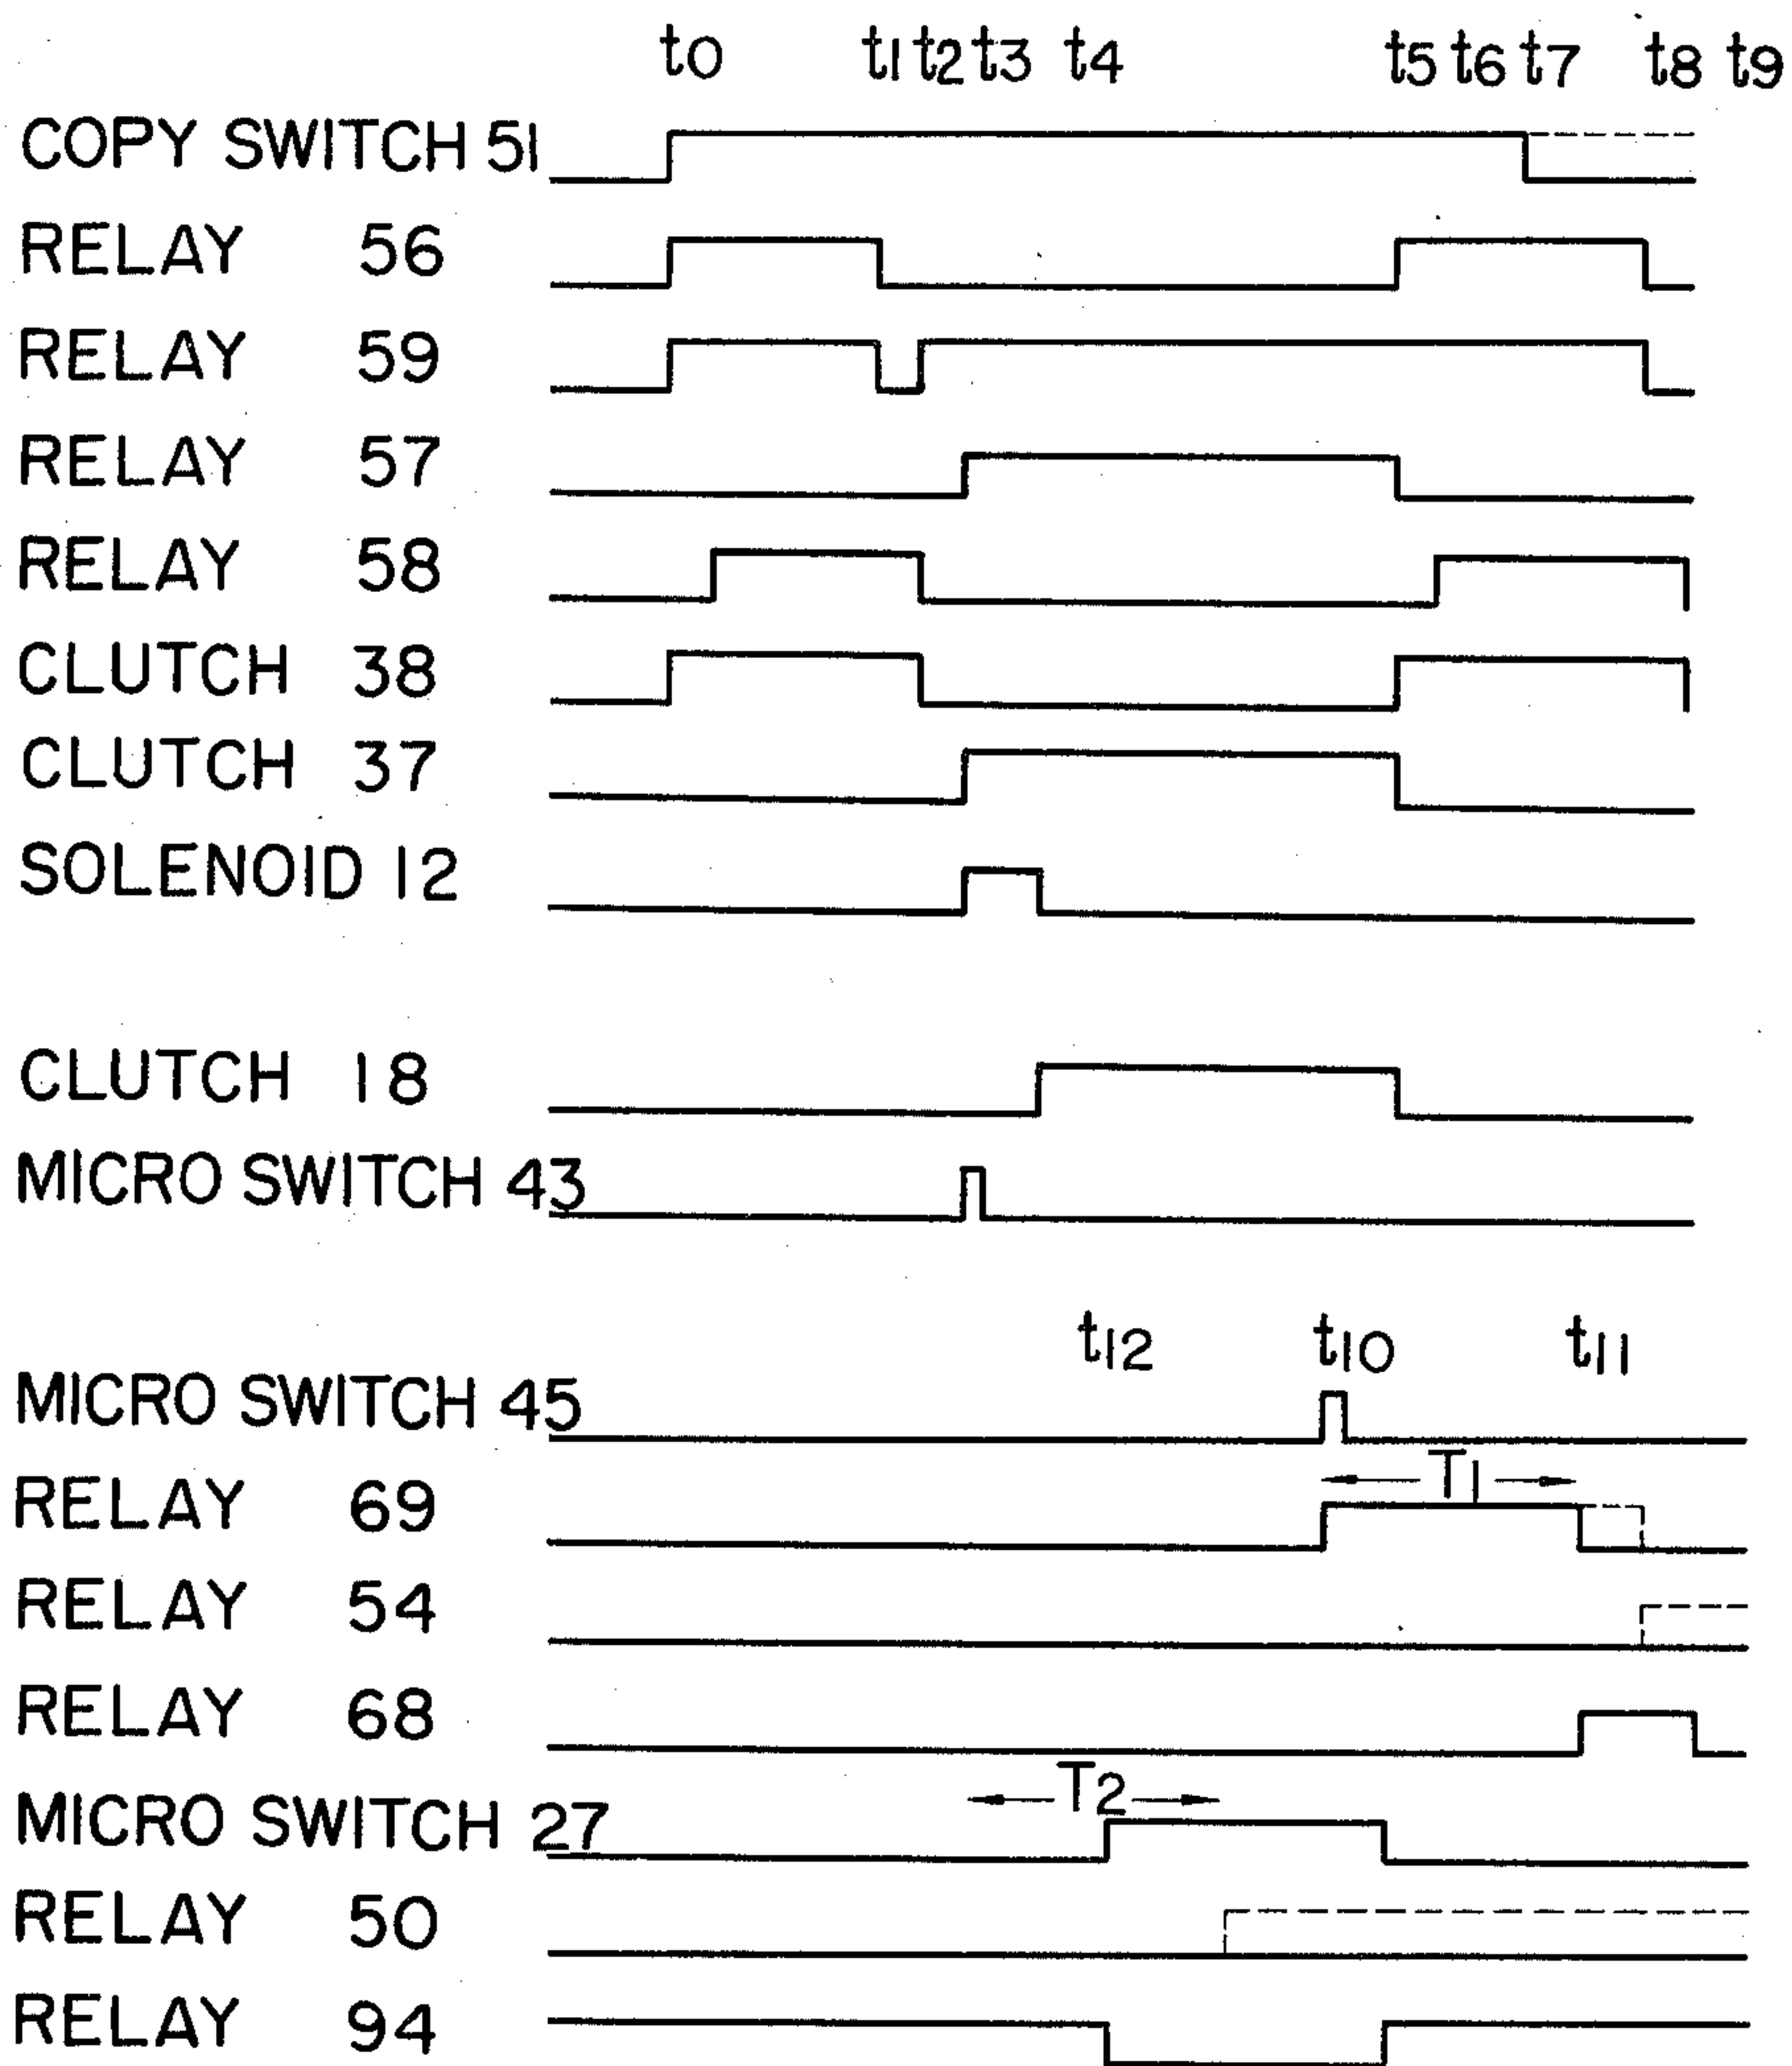 t0 t1 t2 t3 t4 t5 t6 t7 t8 t9
COPY SWITCH 51
RELAY 56
RELAY 59
RELAY 57
RELAY 58
CLUTCH 38
CLUTCH 37
SOLENOID 12
CLUTCH 18
MICRO SWITCH 43
t12 t10 t11
MICRO SWITCH 45
T1
RELAY 69
RELAY 54
RELAY 68
T2
MICRO SWITCH 27
RELAY 50
RELAY 94